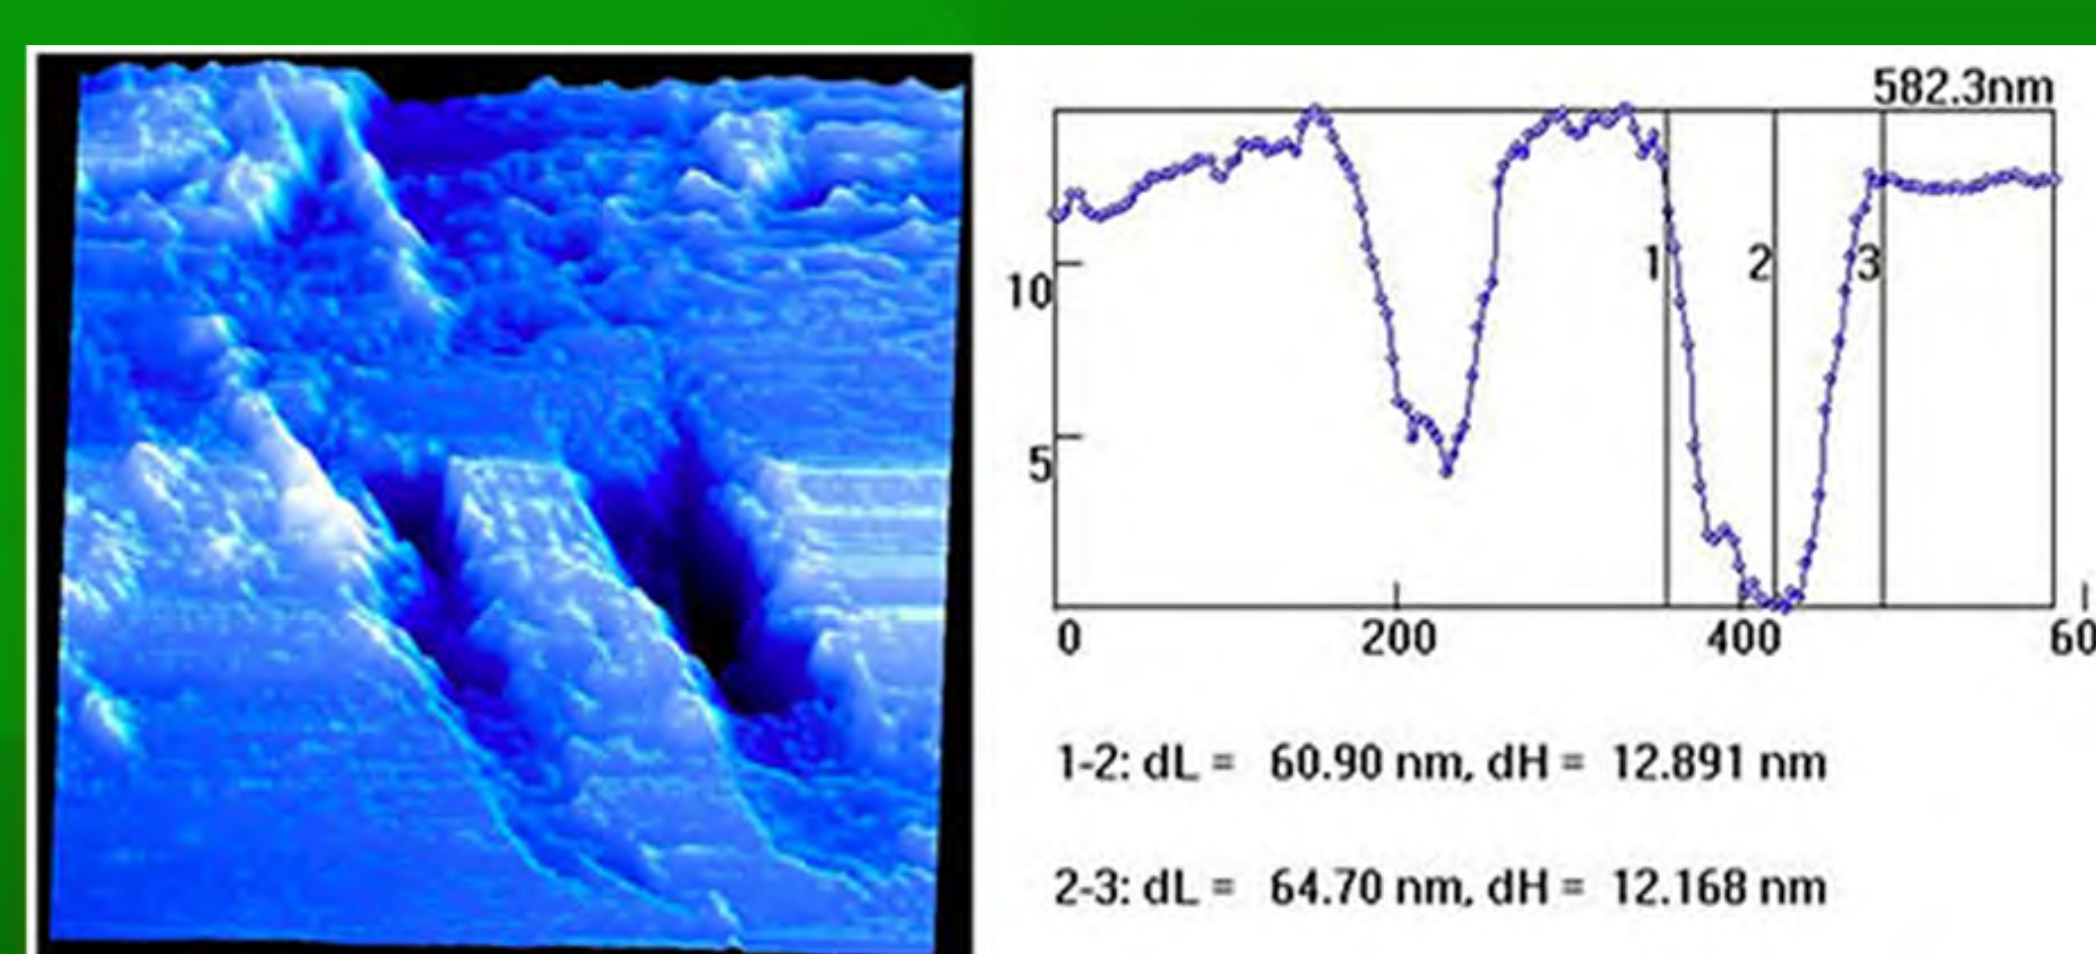 582.3nm
1 2 3
10
5
0 200 400 60
1-2: dL = 60.90 nm, dH = 12.891 nm
2-3: dL = 64.70 nm, dH = 12.168 nm